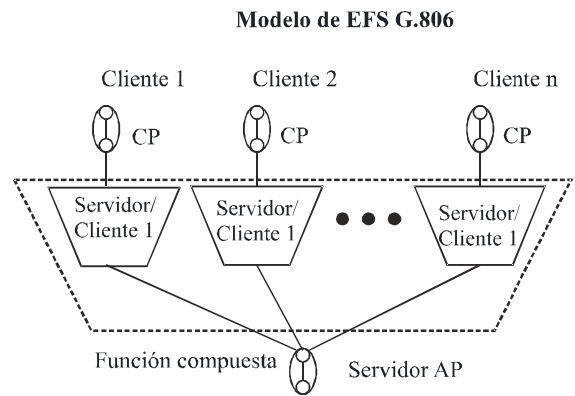 Modelo de EFS G.806
Cliente 1
Cliente 2
Cliente n
CP
CP
CP
Servidor/
Cliente 1
Servidor/
Cliente 1
Servidor/
Cliente 1
Función compuesta
Servidor AP